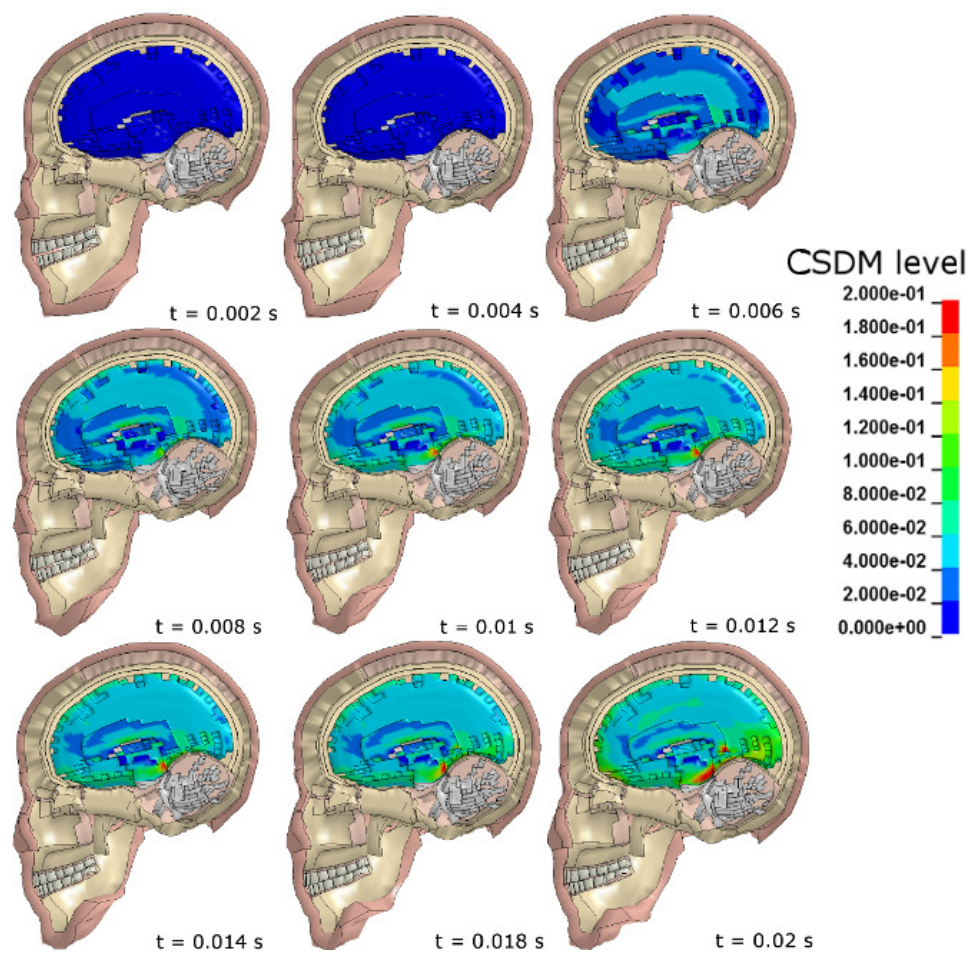 t = 0.002 s
t = 0.004 s
t = 0.006 s
CSDM level
2.000e-01
1.800e-01
1.600e-01
1.400e-01
1.200e-01
1.000e-01
8.000e-02
6.000e-02
4.000e-02
2.000e-02
0.000e+00
t = 0.008 s
t = 0.01 s
t = 0.012 s
t = 0.014 s
t = 0.018 s
t = 0.02 s